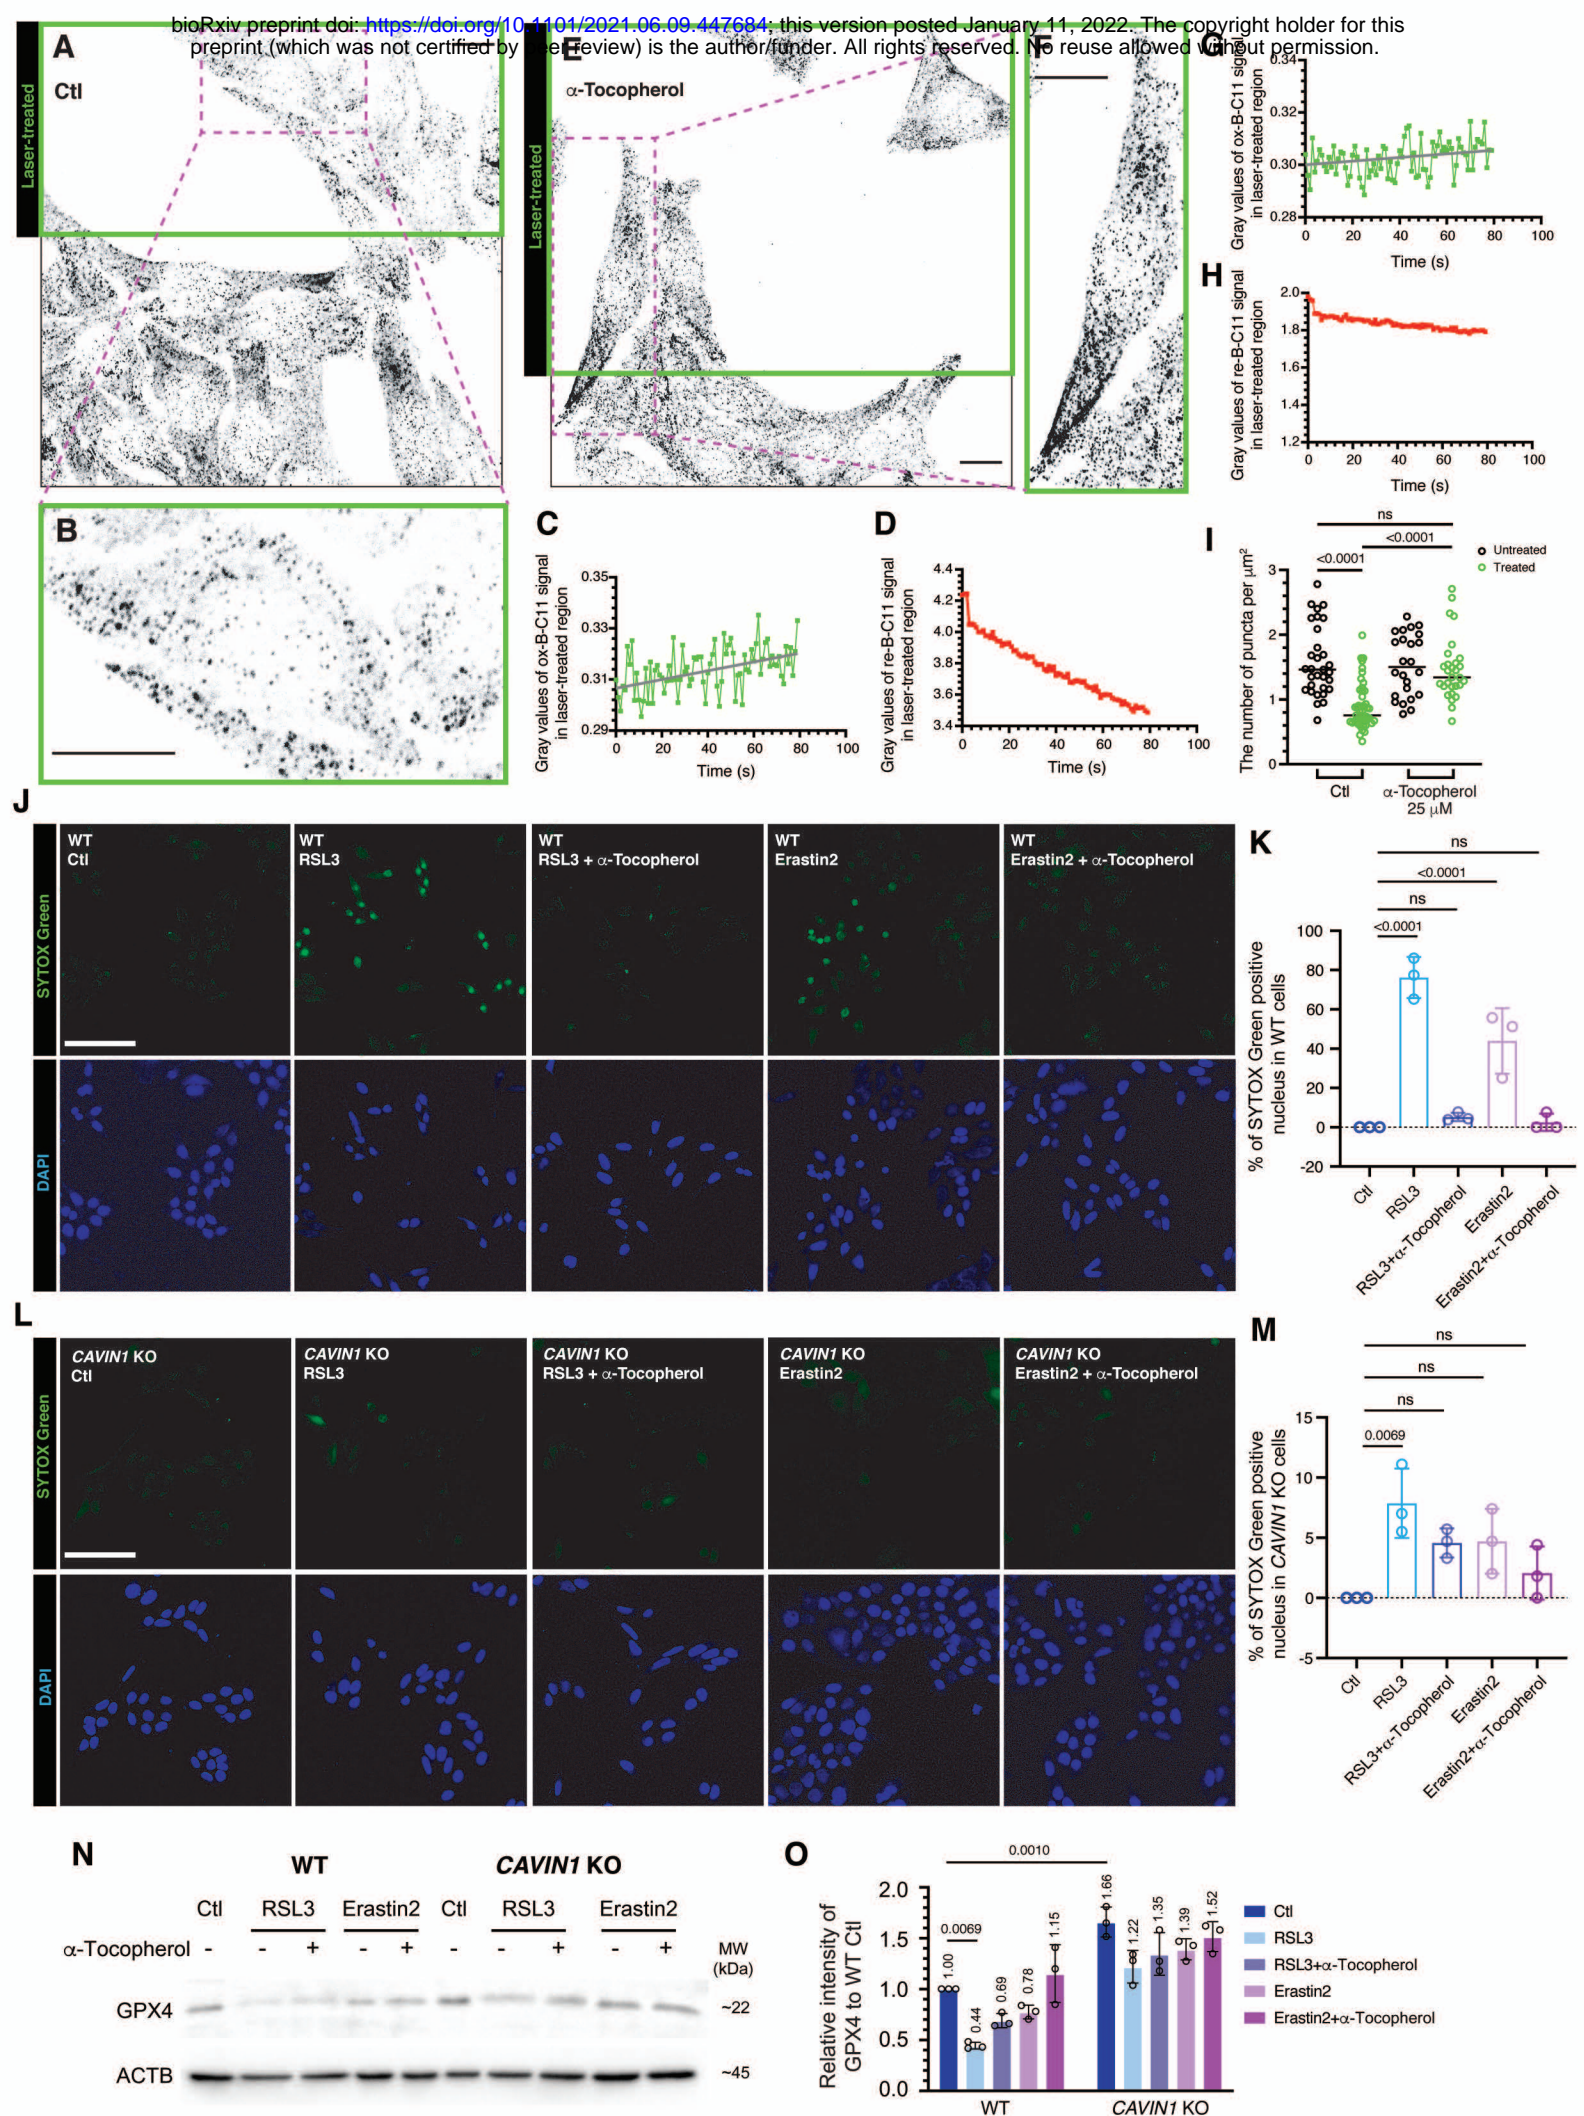 bioRxiv preprint doi: https://doi.org/10.1101/2021.06.09.447684; this version posted January 11, 2022. The copyright holder for this
preprint (which was not certified by peer review) is the author/funder. All rights reserved. No reuse allowed without permission.
A
Ctl
Laser-treated
E
α-Tocopherol
Laser-treated
F
G
Gray values of ox-B-C11 signal
in laser-treated region
0.34
0.32
0.30
0.28
0 20 40 60 80 100
Time (s)
H
Gray values of re-B-C11 signal
in laser-treated region
2.0
1.8
1.6
1.4
1.2
0 20 40 60 80 100
Time (s)
B
C
Gray values of ox-B-C11 signal
in laser-treated region
0.35
0.33
0.31
0.29
0 20 40 60 80 100
Time (s)
D
Gray values of re-B-C11 signal
in laser-treated region
4.4
4.2
4.0
3.8
3.6
3.4
0 20 40 60 80 100
Time (s)
I
The number of puncta per μm²
ns
<0.0001
<0.0001
Untreated
Treated
3
2
1
0
Ctl
α-Tocopherol
25 μM
J
SYTOX Green
DAPI
WT
Ctl
WT
RSL3
WT
RSL3 + α-Tocopherol
WT
Erastin2
WT
Erastin2 + α-Tocopherol
K
% of SYTOX Green positive
nucleus in WT cells
ns
<0.0001
ns
<0.0001
100
80
60
40
20
0
-20
Ctl
RSL3
RSL3+α-Tocopherol
Erastin2
Erastin2+α-Tocopherol
L
SYTOX Green
DAPI
CAVIN1 KO
Ctl
CAVIN1 KO
RSL3
CAVIN1 KO
RSL3 + α-Tocopherol
CAVIN1 KO
Erastin2
CAVIN1 KO
Erastin2 + α-Tocopherol
M
% of SYTOX Green positive
nucleus in CAVIN1 KO cells
ns
ns
ns
0.0069
15
10
5
0
-5
Ctl
RSL3
RSL3+α-Tocopherol
Erastin2
Erastin2+α-Tocopherol
N
WT CAVIN1 KO
Ctl RSL3 Erastin2 Ctl RSL3 Erastin2
α-Tocopherol - - + - + - - + - +
MW
(kDa)
GPX4 ~22
ACTB ~45
O
Relative intensity of
GPX4 to WT Ctl
0.0010
0.0069
2.0
1.5
1.0
0.5
0.0
1.00
0.44
0.69
0.78
1.15
1.66
1.22
1.35
1.39
1.52
WT CAVIN1 KO
Ctl
RSL3
RSL3+α-Tocopherol
Erastin2
Erastin2+α-Tocopherol